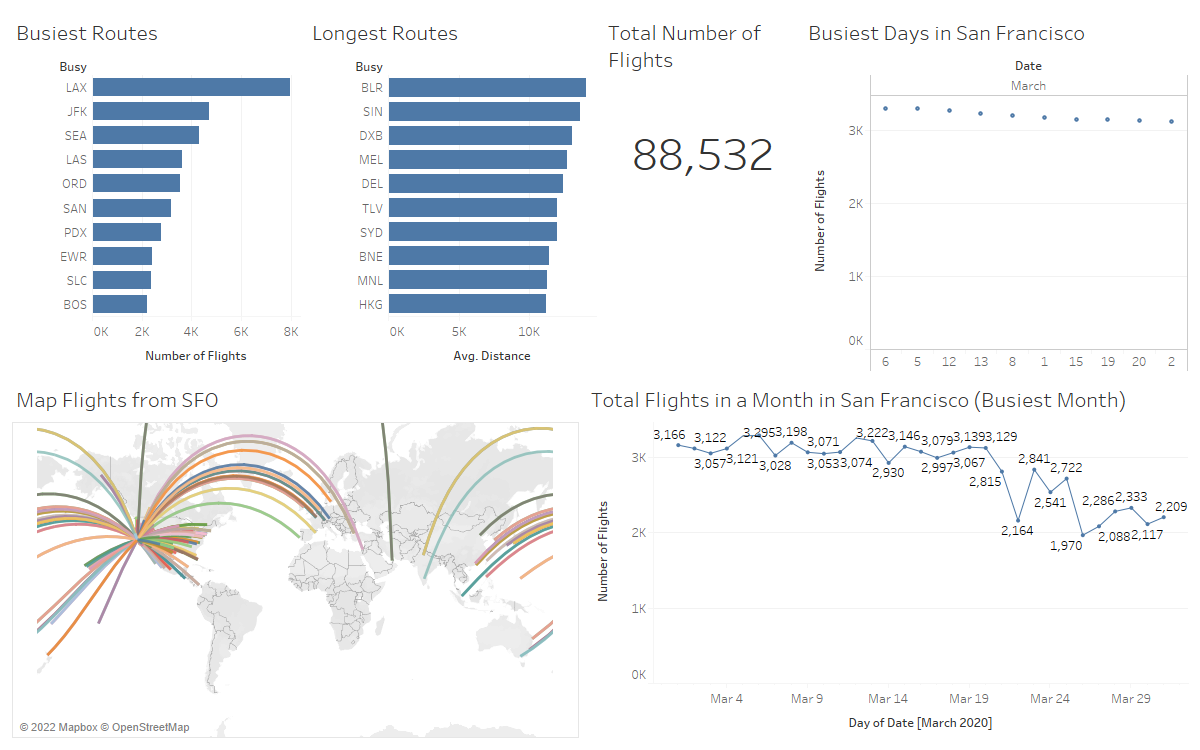 Busiest Routes
Busy
LAX
JFK
SEA
LAS
ORD
SAN
PDX
EWR
SLC
BOS
0K 2K 4K 6K 8K
Number of Flights
Longest Routes
Busy
BLR
SIN
DXB
MEL
DEL
TLV
SYD
BNE
MNL
HKG
0K 5K 10K
Avg. Distance
Total Number of
Flights
88,532
Busiest Days in San Francisco
Date
March
Number of Flights
3K
2K
1K
0K
6 5 12 13 8 1 15 19 20 2
Map Flights from SFO
© 2022 Mapbox © OpenStreetMap
Total Flights in a Month in San Francisco (Busiest Month)
Number of Flights
3K
2K
1K
0K
3,166 3,057 3,122 3,121 3,295 3,028 3,198 3,071 3,053 3,074 3,222 2,930 3,146 3,079 2,997 3,067 3,139 3,129 2,815 2,164 2,841 2,541 2,722 1,970 2,088 2,286 2,333 2,117 2,209
Mar 4 Mar 9 Mar 14 Mar 19 Mar 24 Mar 29
Day of Date [March 2020]